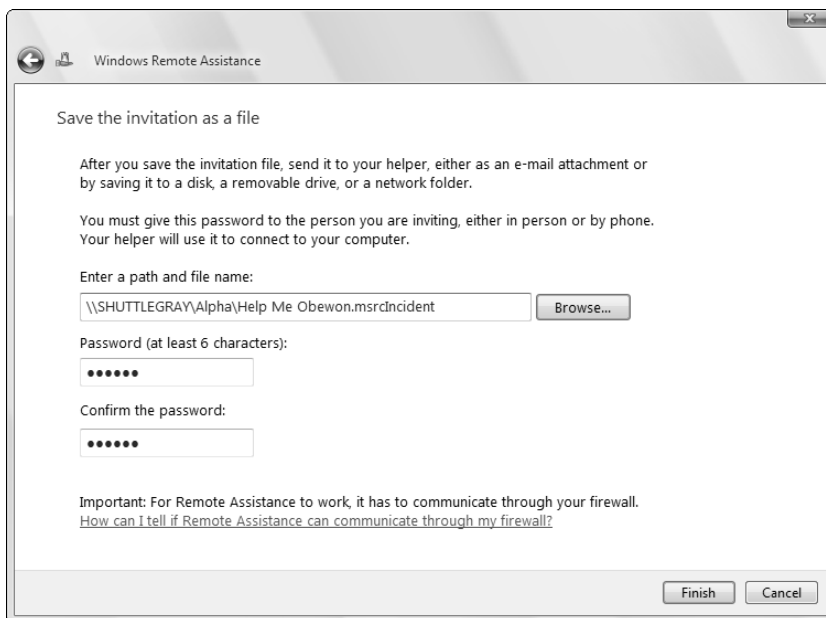 Windows Remote Assistance
Save the invitation as a file
After you save the invitation file, send it to your helper, either as an e-mail attachment or
by saving it to a disk, a removable drive, or a network folder.
You must give this password to the person you are inviting, either in person or by phone.
Your helper will use it to connect to your computer.
Enter a path and file name:
\\SHUTTLEGRAY\Alpha\Help Me Obewon.msrcIncident
Browse...
Password (at least 6 characters):
••••••
Confirm the password:
••••••
Important: For Remote Assistance to work, it has to communicate through your firewall.
How can I tell if Remote Assistance can communicate through my firewall?
Finish Cancel